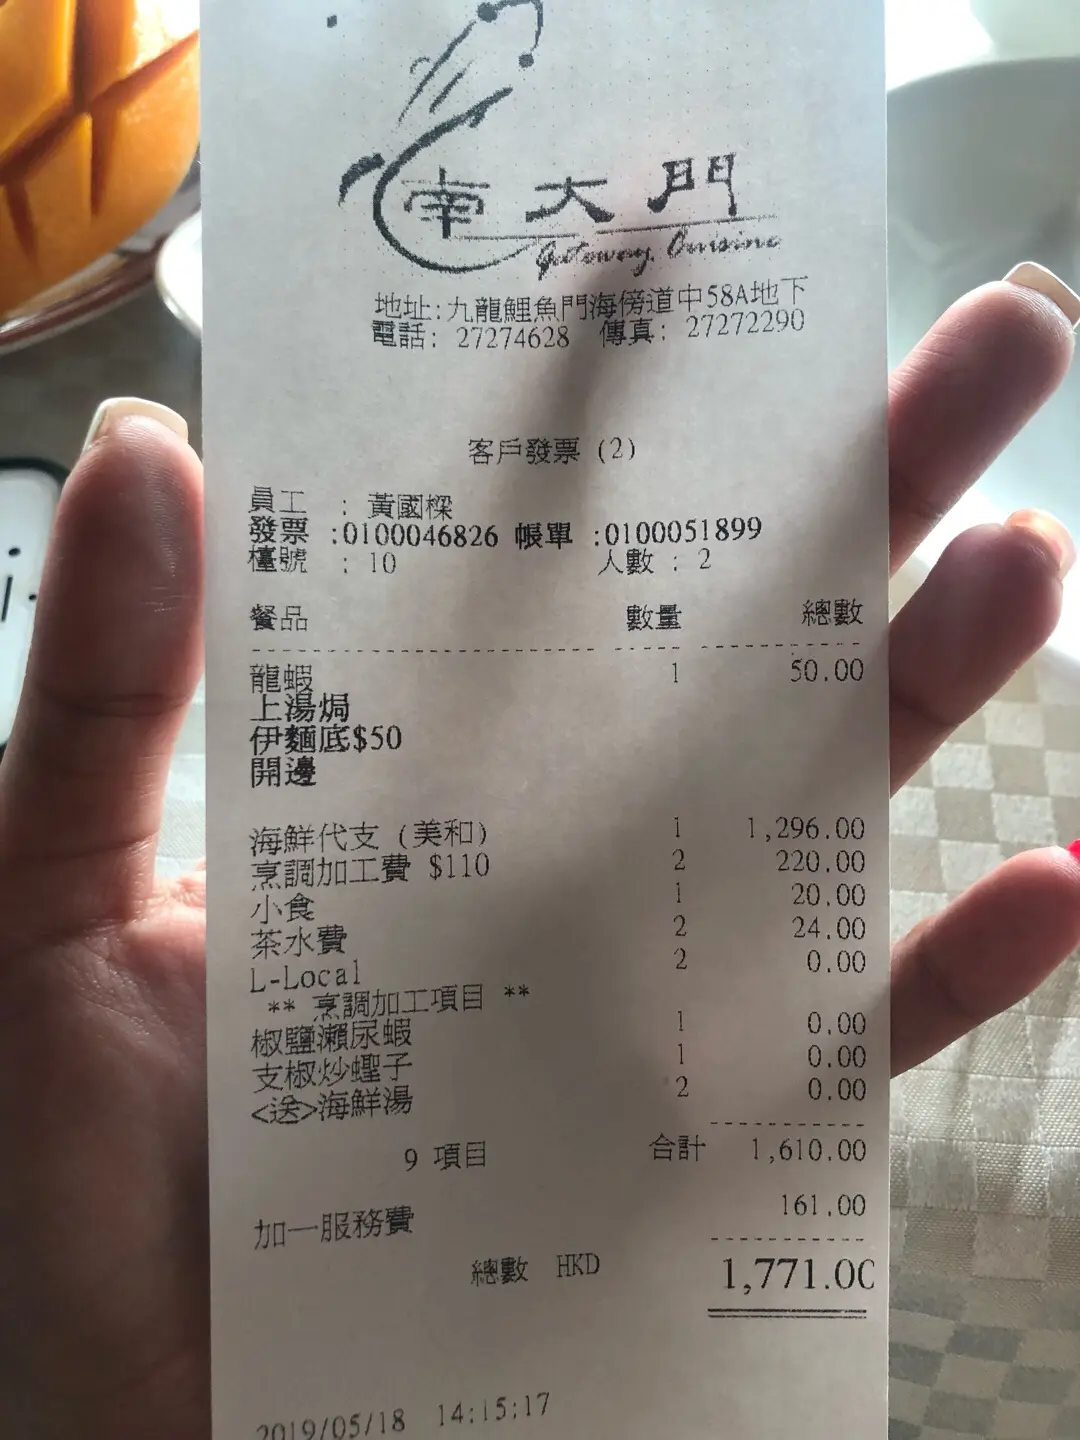 南大門
Gateway Cuisine
地址:九龍鯉魚門海傍道中58A地下
電話: 27274628 傳真: 27272290
客戶發票 (2)
員工 : 黃國樑
發票 :0100046826 帳單 :0100051899
檯號 : 10 人數 : 2
餐品 數量 總數
龍蝦 1 50.00
上湯焗
伊麵底$50
開邊
海鮮代支 (美和) 1 1,296.00
烹調加工費 $110 2 220.00
小食 1 20.00
茶水費 2 24.00
L-Local 2 0.00
** 烹調加工項目 **
椒鹽瀨尿蝦 1 0.00
支椒炒蟶子 1 0.00
<送>海鮮湯 2 0.00
9 項目 合計 1,610.00
加一服務費 161.00
總數 HKD 1,771.00
2019/05/18 14:15:17